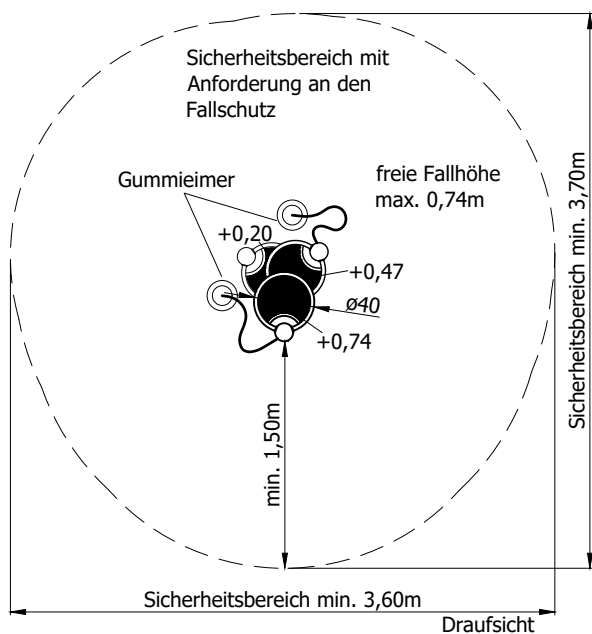 Sicherheitsbereich mit
Anforderung an den
Fallschutz
Gummieimer
freie Fallhöhe
max. 0,74m
+0,20
+0,47
ø40
+0,74
min. 1,50m
Sicherheitsbereich min. 3,70m
Sicherheitsbereich min. 3,60m
Draufsicht